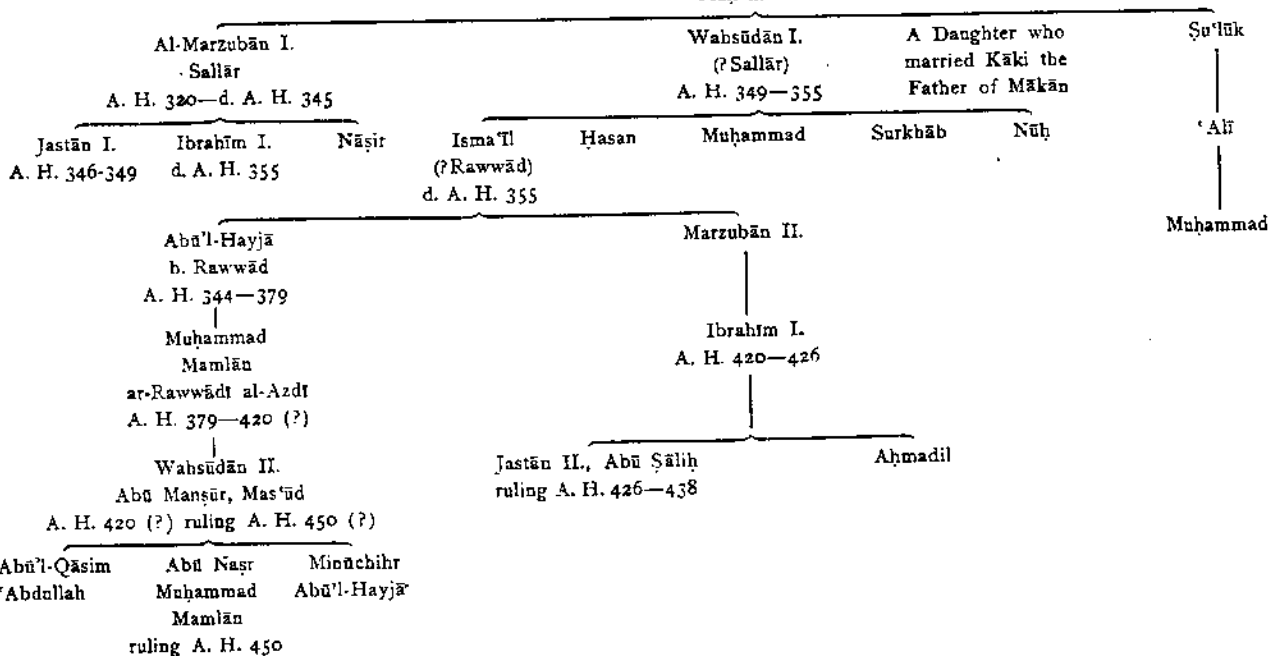 Al-Marzubān I.
Sallār
A. H. 320—d. A. H. 345
Wahsūdān I.
(? Sallār)
A. H. 349—355
A Daughter who
married Kāki the
Father of Mākān
Ṣu‘lūk
Jastān I.
A. H. 346-349
Ibrahīm I.
d. A. H. 355
Nāṣir
Isma‘īl
(? Rawwād)
d. A. H. 355
Ḥasan
Muḥammad
Surkhāb
Nūḥ
‘Alī
Muḥammad
Abū’l-Hayjā
b. Rawwād
A. H. 344—379
Marzubān II.
Muḥammad
Mamlān
ar-Rawwādī al-Azdī
A. H. 379—420 (?)
Ibrahīm I.
A. H. 420—426
Wahsūdān II.
Abū Manṣūr, Mas‘ūd
A. H. 420 (?) ruling A. H. 450 (?)
Jastān II., Abū Ṣāliḥ
ruling A. H. 426—438
Aḥmadil
Abū’l-Qāsim
‘Abdullah
Abū Naṣr
Muḥammad
Mamlān
ruling A. H. 450
Minūchihr
Abū’l-Hayjā’